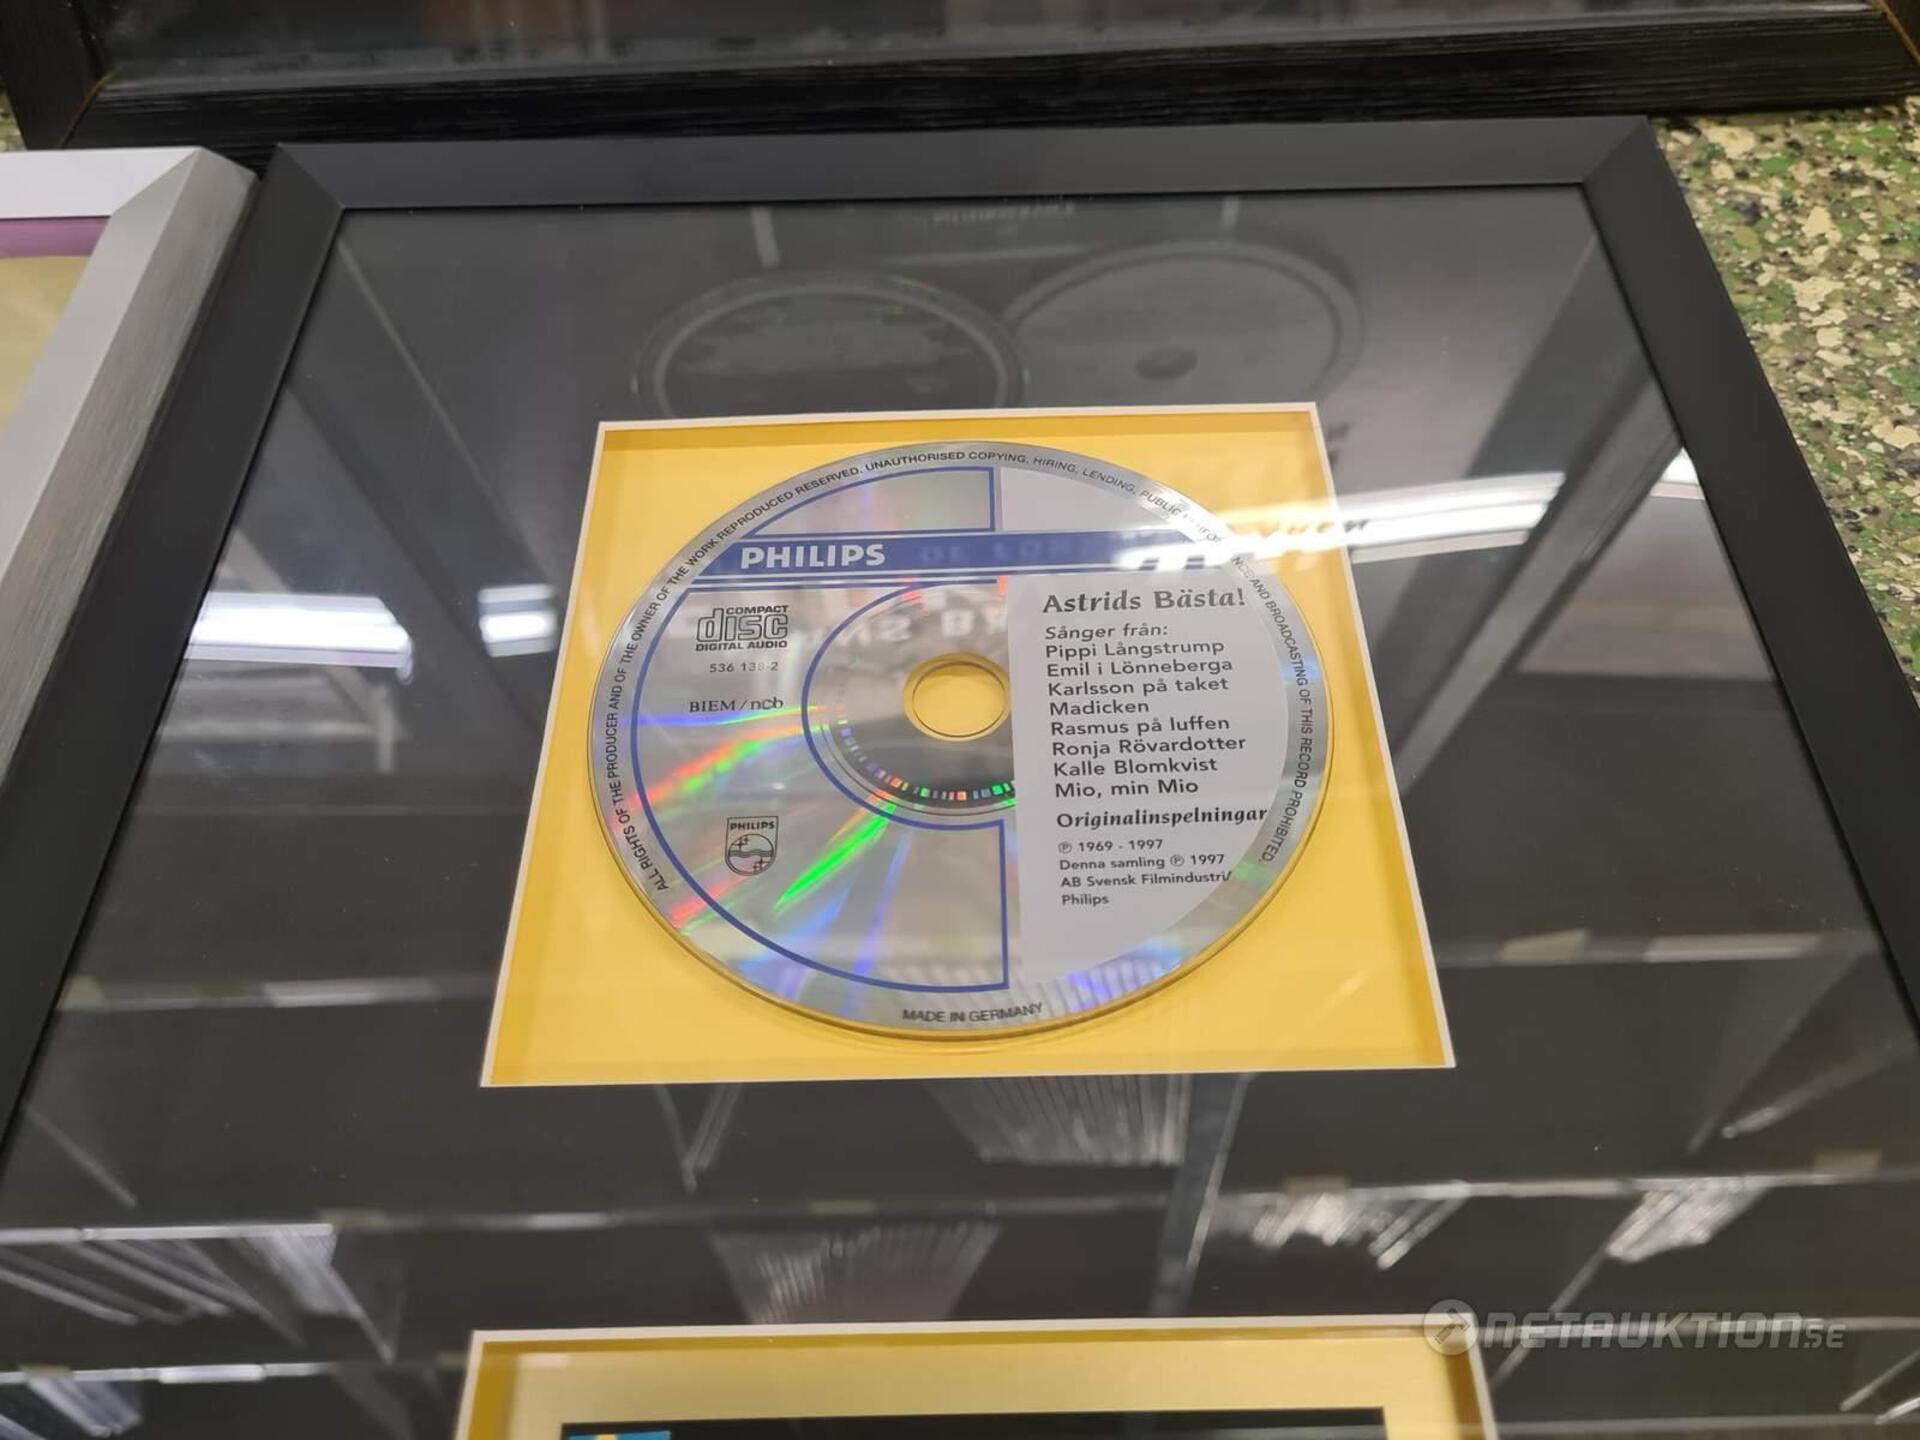 ALL RIGHTS OF THE PRODUCER AND OF THE OWNER OF THE WORK REPRODUCED RESERVED. UNAUTHORISED COPYING, HIRING, LENDING, PUBLIC PERFORMANCE AND BROADCASTING OF THIS RECORD PROHIBITED.
PHILIPS
COMPACT
disc
DIGITAL AUDIO
536 138-2
BIEM/ncb
PHILIPS
Astrids Bästa!
Sånger från:
Pippi Långstrump
Emil i Lönneberga
Karlsson på taket
Madicken
Rasmus på luffen
Ronja Rövardotter
Kalle Blomkvist
Mio, min Mio
Originalinspelningar
℗ 1969 - 1997
Denna samling ℗ 1997
AB Svensk Filmindustri/
Philips
MADE IN GERMANY
NETAUKTION.SE